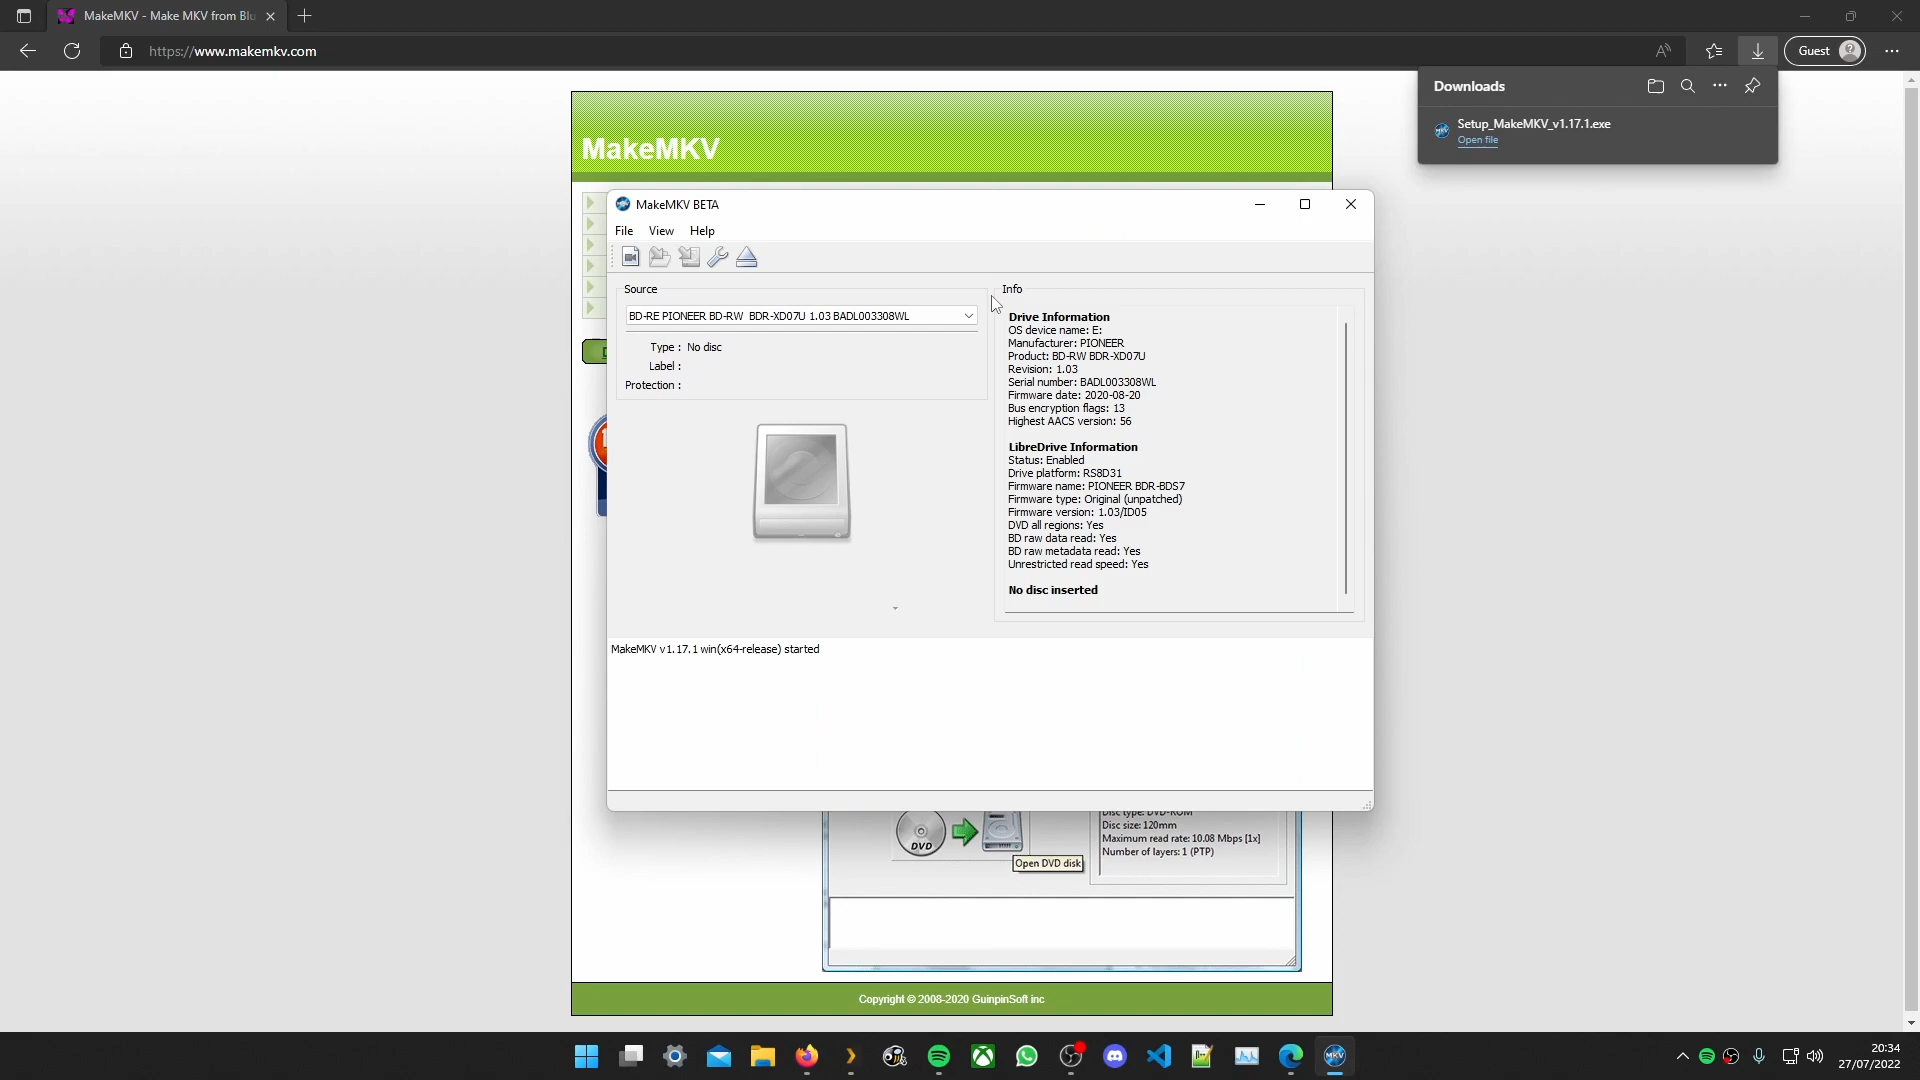 MakeMKV - Make MKV from Blu
https://www.makemkv.com
Guest
Downloads
Setup_MakeMKV_v1.17.1.exe
Open file
MakeMKV
MakeMKV BETA
File View Help
Source
BD-RE PIONEER BD-RW BDR-XD07U 1.03 BADL003308WL
Type : No disc
Label :
Protection :
Info
Drive Information
OS device name: E:
Manufacturer: PIONEER
Product: BD-RW BDR-XD07U
Revision: 1.03
Serial number: BADL003308WL
Firmware date: 2020-08-20
Bus encryption flags: 13
Highest AACS version: 56
LibreDrive Information
Status: Enabled
Drive platform: RS8D31
Firmware name: PIONEER BDR-BDS7
Firmware type: Original (unpatched)
Firmware version: 1.03/ID05
DVD all regions: Yes
BD raw data read: Yes
BD raw metadata read: Yes
Unrestricted read speed: Yes
No disc inserted
MakeMKV v1.17.1 win(x64-release) started
DVD
Open DVD disk
Disc type: DVD-ROM
Disc size: 120mm
Maximum read rate: 10.08 Mbps [1x]
Number of layers: 1 (PTP)
Copyright © 2008-2020 GuinpinSoft inc
MKV
20:34
27/07/2022